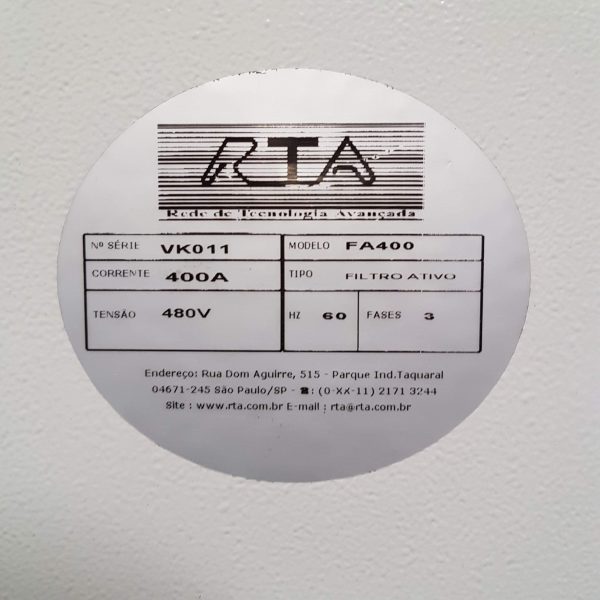 RTA
Rede de Tecnologia Avançada
Nº SÉRIE VK011 MODELO FA400
CORRENTE 400A TIPO FILTRO ATIVO
TENSÃO 480V HZ 60 FASES 3
Endereço: Rua Dom Aguirre, 515 - Parque Ind.Taquaral
04671-245 São Paulo/SP - ☎: (0-XX-11) 2171 3244
Site : www.rta.com.br E-mail : rta@rta.com.br